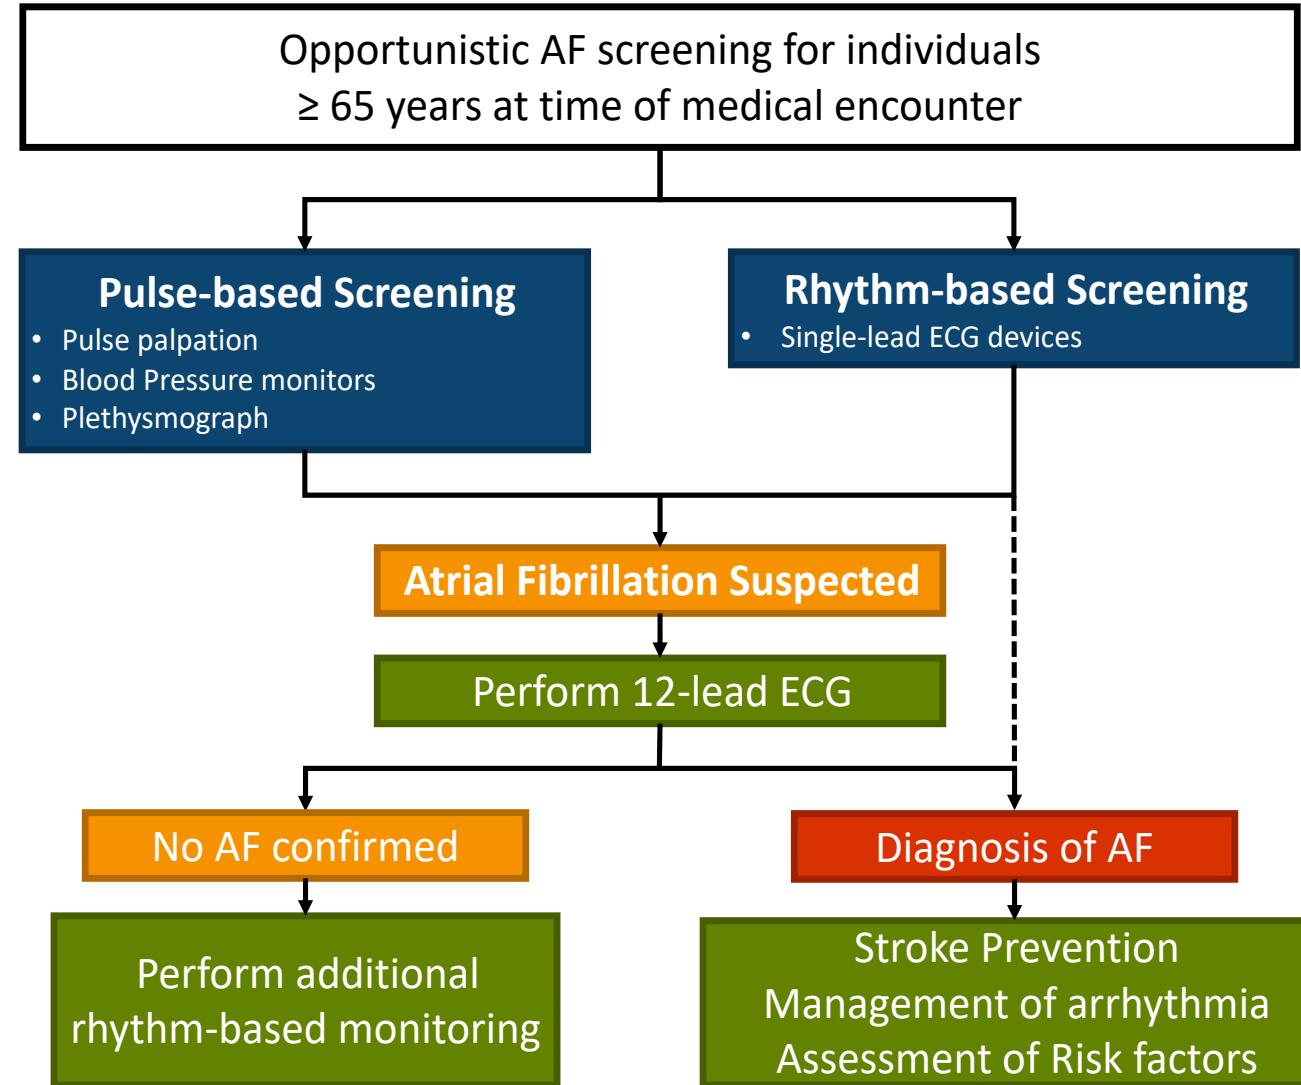 Opportunistic AF screening for individuals
≥ 65 years at time of medical encounter
Pulse-based Screening
• Pulse palpation
• Blood Pressure monitors
• Plethysmograph
Rhythm-based Screening
• Single-lead ECG devices
Atrial Fibrillation Suspected
Perform 12-lead ECG
No AF confirmed
Diagnosis of AF
Perform additional
rhythm-based monitoring
Stroke Prevention
Management of arrhythmia
Assessment of Risk factors